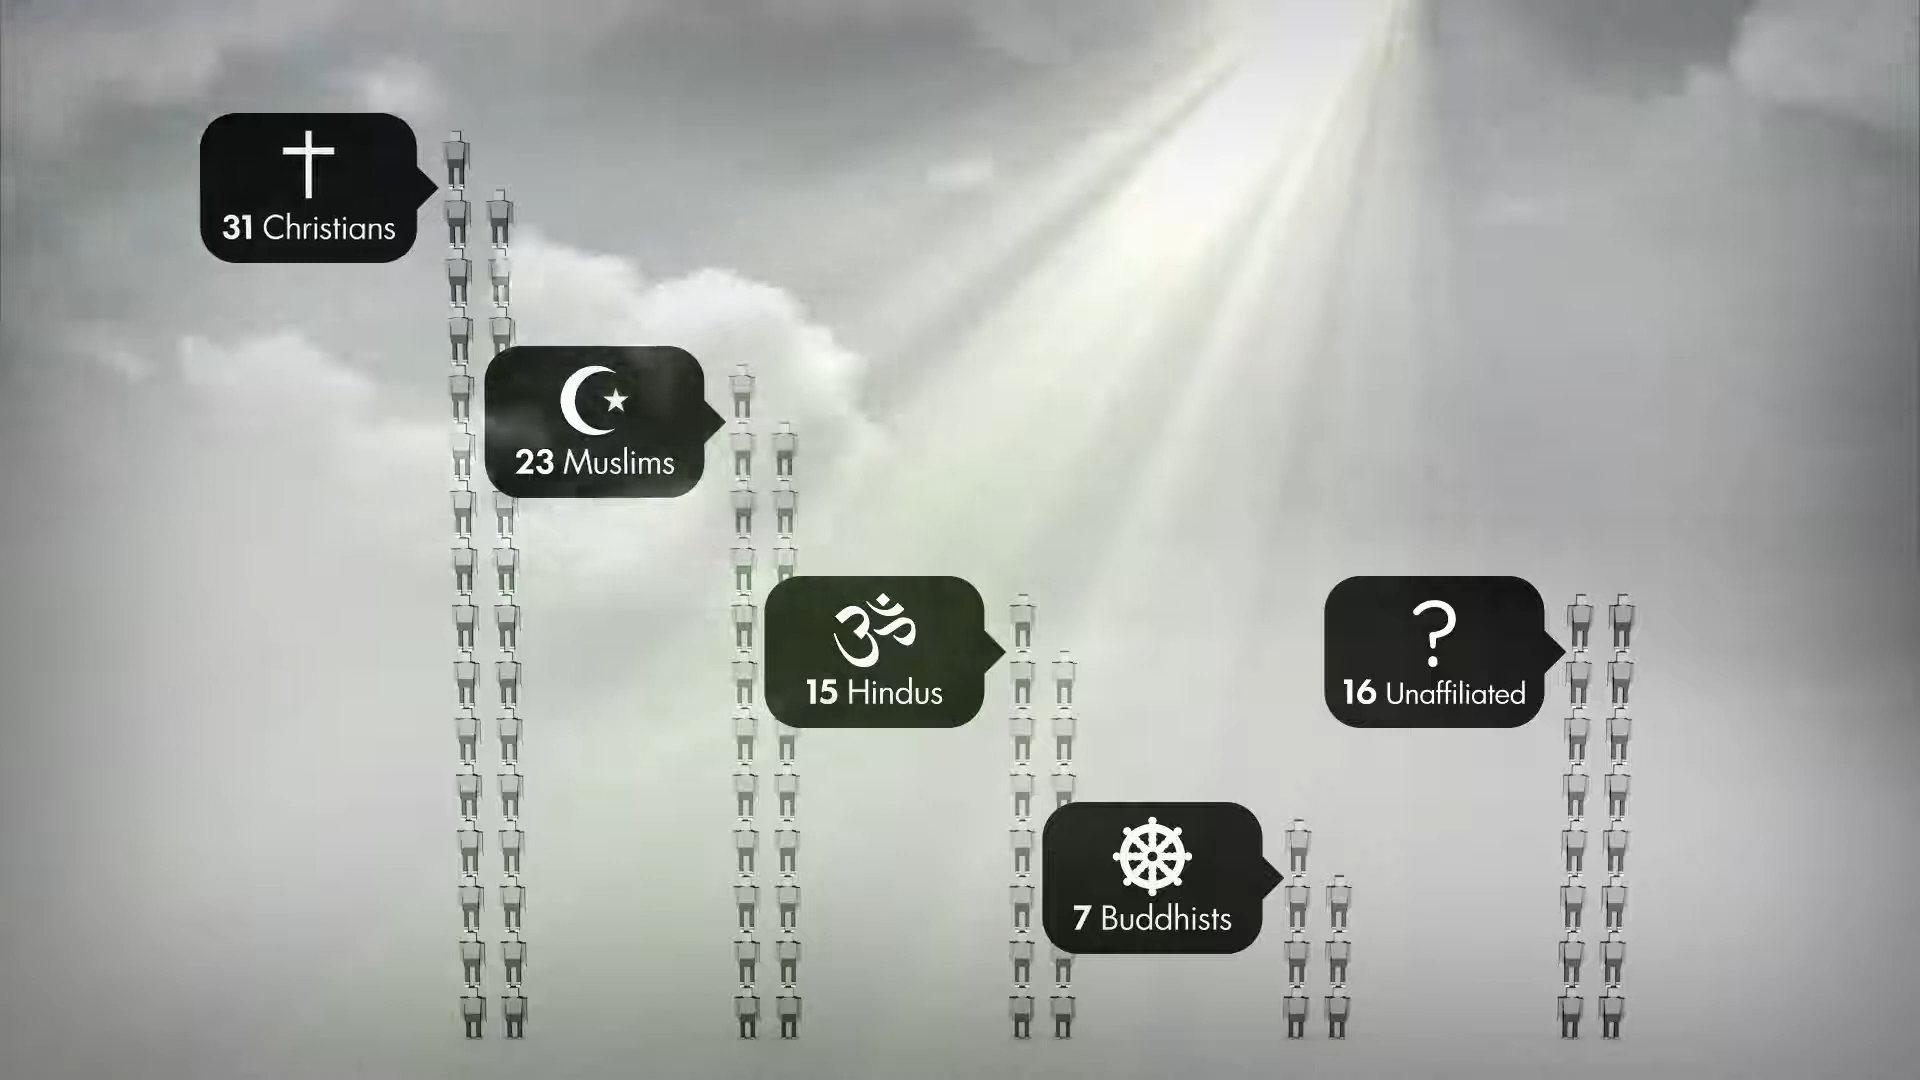 31 Christians
23 Muslims
ॐ
15 Hindus
?
16 Unaffiliated
7 Buddhists